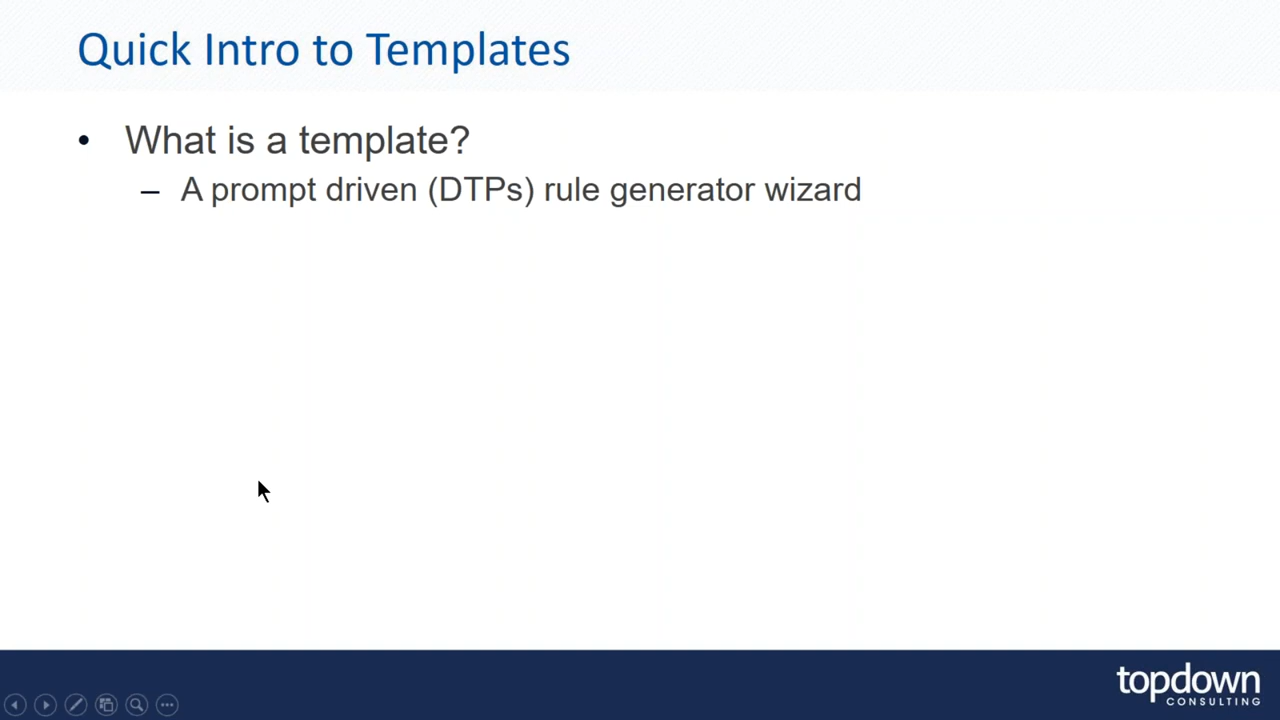 Quick Intro to Templates
• What is a template?
– A prompt driven (DTPs) rule generator wizard
topdown
CONSULTING